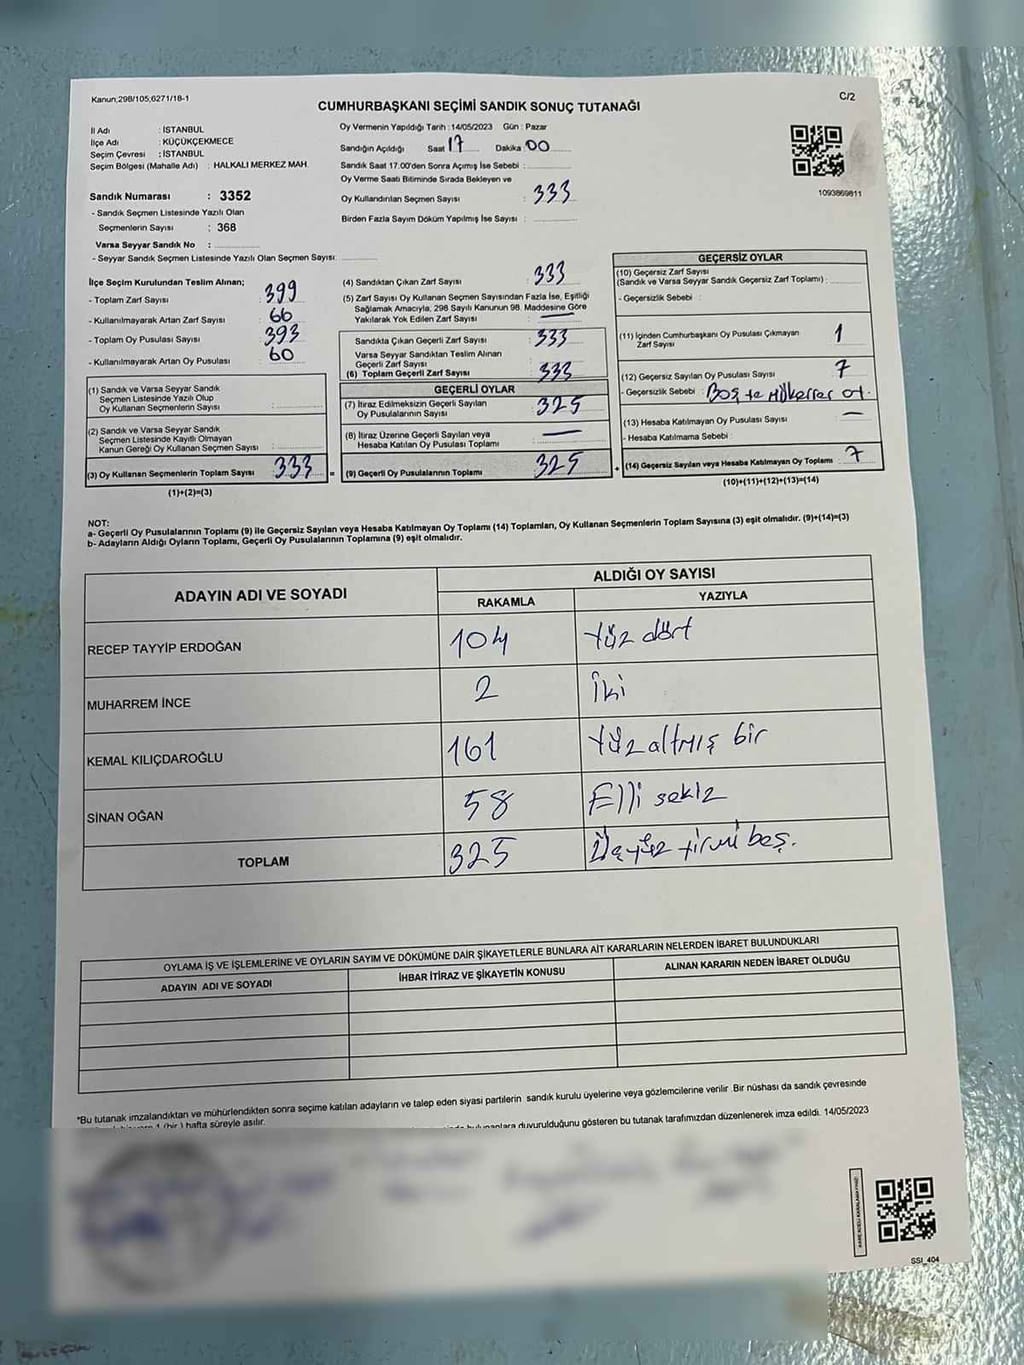 Kanun;298/105;6271/18-1
CUMHURBAŞKANI SEÇİMİ SANDIK SONUÇ TUTANAĞI
C/2
İl Adı : İSTANBUL
İlçe Adı : KÜÇÜKÇEKMECE
Seçim Çevresi : İSTANBUL
Seçim Bölgesi (Mahalle Adı) : HALKALI MERKEZ MAH.
Sandık Numarası : 3352
- Sandık Seçmen Listesinde Yazılı Olan
Seçmenlerin Sayısı : 368
Varsa Seyyar Sandık No :
- Seyyar Sandık Seçmen Listesinde Yazılı Olan Seçmen Sayısı:
Oy Vermenin Yapıldığı Tarih : 14/05/2023 Gün : Pazar
Sandığın Açıldığı Saat 17 Dakika 00
Sandık Saat 17.00'den Sonra Açılmış İse Sebebi :
Oy Verme Saati Bitiminde Sırada Bekleyen ve
Oy Kullandırılan Seçmen Sayısı : 333
Birden Fazla Sayım Döküm Yapılmış İse Sayısı :
1093869811
İlçe Seçim Kurulundan Teslim Alınan;
- Toplam Zarf Sayısı : 399
- Kullanılmayarak Artan Zarf Sayısı : 66
- Toplam Oy Pusulası Sayısı : 393
- Kullanılmayarak Artan Oy Pusulası : 60
(1) Sandık ve Varsa Seyyar Sandık
Seçmen Listesinde Yazılı Olup
Oy Kullanan Seçmenlerin Sayısı :
(2) Sandık ve Varsa Seyyar Sandık
Seçmen Listesinde Kayıtlı Olmayan
Kanun Gereği Oy Kullanan Seçmen Sayısı :
(3) Oy Kullanan Seçmenlerin Toplam Sayısı 333 =
(1)+(2)=(3)
(4) Sandıktan Çıkan Zarf Sayısı : 333
(5) Zarf Sayısı Oy Kullanan Seçmen Sayısından Fazla İse, Eşitliği
Sağlamak Amacıyla, 298 Sayılı Kanunun 98. Maddesine Göre
Yakılarak Yok Edilen Zarf Sayısı : —
Sandıkta Çıkan Geçerli Zarf Sayısı : 333
Varsa Seyyar Sandıktan Teslim Alınan
Geçerli Zarf Sayısı :
(6) Toplam Geçerli Zarf Sayısı : 333
GEÇERLİ OYLAR
(7) İtiraz Edilmeksizin Geçerli Sayılan
Oy Pusulalarının Sayısı : 325
(8) İtiraz Üzerine Geçerli Sayılan veya
Hesaba Katılan Oy Pusulası Toplamı : —
(9) Geçerli Oy Pusulalarının Toplamı : 325 +
GEÇERSİZ OYLAR
(10) Geçersiz Zarf Sayısı
(Sandık ve Varsa Seyyar Sandık Geçersiz Zarf Toplamı) :
- Geçersizlik Sebebi :
(11) İçinden Cumhurbaşkanı Oy Pusulası Çıkmayan
Zarf Sayısı : 1
(12) Geçersiz Sayılan Oy Pusulası Sayısı : 7
- Geçersizlik Sebebi : Boş te Mükerrer ot.
(13) Hesaba Katılmayan Oy Pusulası Sayısı : —
- Hesaba Katılmama Sebebi :
(14) Geçersiz Sayılan veya Hesaba Katılmayan Oy Toplamı : 7
(10)+(11)+(12)+(13)=(14)
NOT:
a- Geçerli Oy Pusulalarının Toplamı (9) ile Geçersiz Sayılan veya Hesaba Katılmayan Oy Toplamı (14) Toplamları, Oy Kullanan Seçmenlerin Toplam Sayısına (3) eşit olmalıdır. (9)+(14)=(3)
b- Adayların Aldığı Oyların Toplamı, Geçerli Oy Pusulalarının Toplamına (9) eşit olmalıdır.
ADAYIN ADI VE SOYADI
ALDIĞI OY SAYISI
RAKAMLA YAZIYLA
RECEP TAYYİP ERDOĞAN 104 Yüz dört
MUHARREM İNCE 2 İki
KEMAL KILIÇDAROĞLU 161 Yüz altmış bir
SİNAN OĞAN 58 Elli sekiz
TOPLAM 325 Üçyüz yirmi beş.
OYLAMA İŞ VE İŞLEMLERİNE VE OYLARIN SAYIM VE DÖKÜMÜNE DAİR ŞİKAYETLERLE BUNLARA AİT KARARLARIN NELERDEN İBARET BULUNDUKLARI
ADAYIN ADI VE SOYADI İHBAR İTİRAZ VE ŞİKAYETİN KONUSU ALINAN KARARIN NEDEN İBARET OLDUĞU
*Bu tutanak imzalandıktan ve mühürlendikten sonra seçime katılan adayların ve talep eden siyasi partilerin sandık kurulu üyelerine veya gözlemcilerine verilir .Bir nüshası da sandık çevresinde
1 (bir ) hafta süreyle asılır.
duyurulduğunu gösteren bu tutanak tarafımızdan düzenlenerek imza edildi. 14/05/2023
SSI_404